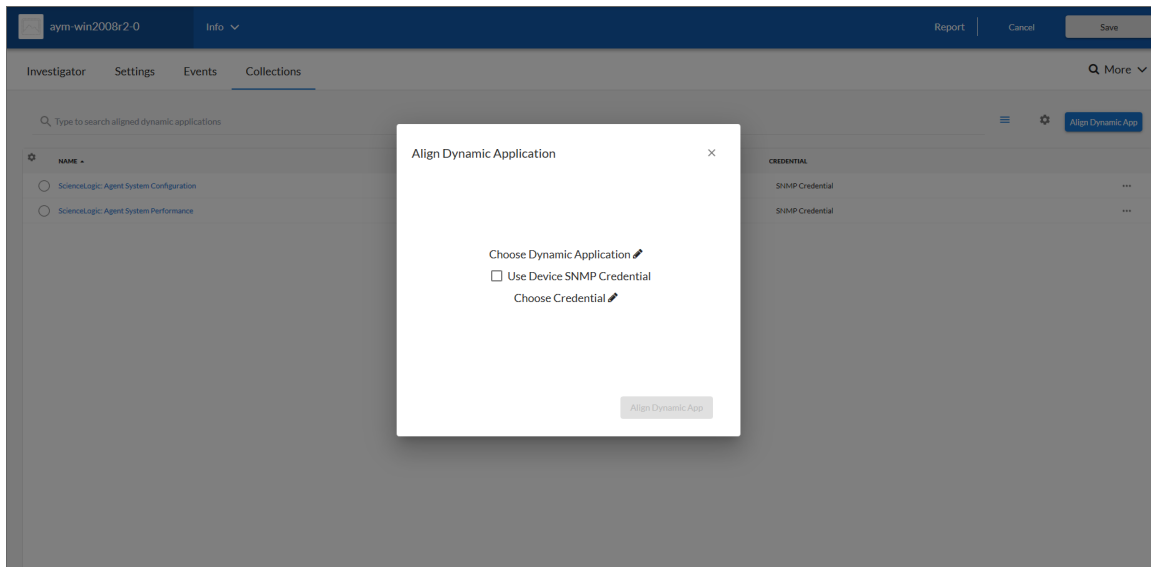 aym-win2008r2-0 Info Report Cancel Save
Investigator Settings Events Collections More
Type to search aligned dynamic applications Align Dynamic App
Align Dynamic Application ×
NAME CREDENTIAL
ScienceLogic: Agent System Configuration SNMP Credential ...
ScienceLogic: Agent System Performance SNMP Credential ...
Choose Dynamic Application
Use Device SNMP Credential
Choose Credential
Align Dynamic App